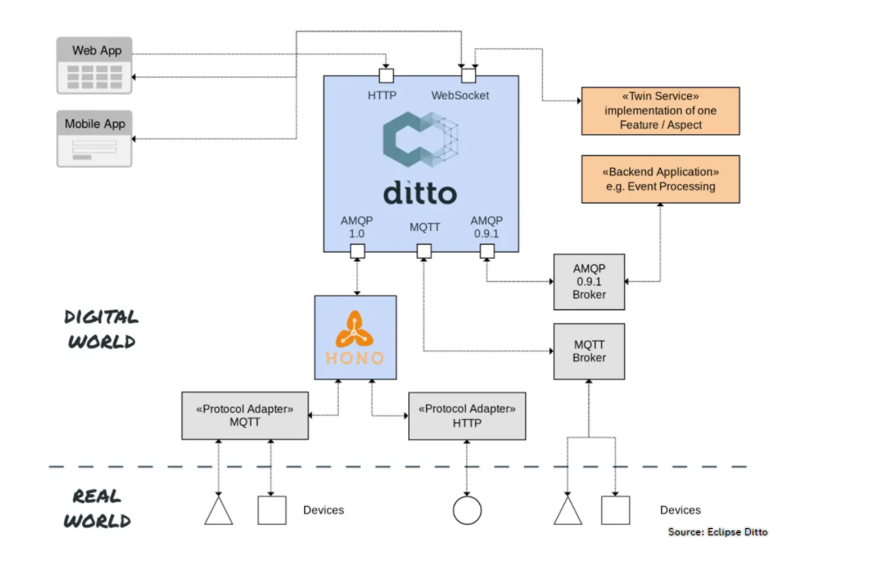 Web App
Mobile App
HTTP
WebSocket
ditto
AMQP
1.0
MQTT
AMQP
0.9.1
«Twin Service»
implementation of one
Feature / Aspect
«Backend Application»
e.g. Event Processing
AMQP
0.9.1
Broker
MQTT
Broker
HONO
DIGITAL
WORLD
«Protocol Adapter»
MQTT
«Protocol Adapter»
HTTP
REAL
WORLD
Devices
Devices
Source: Eclipse Ditto